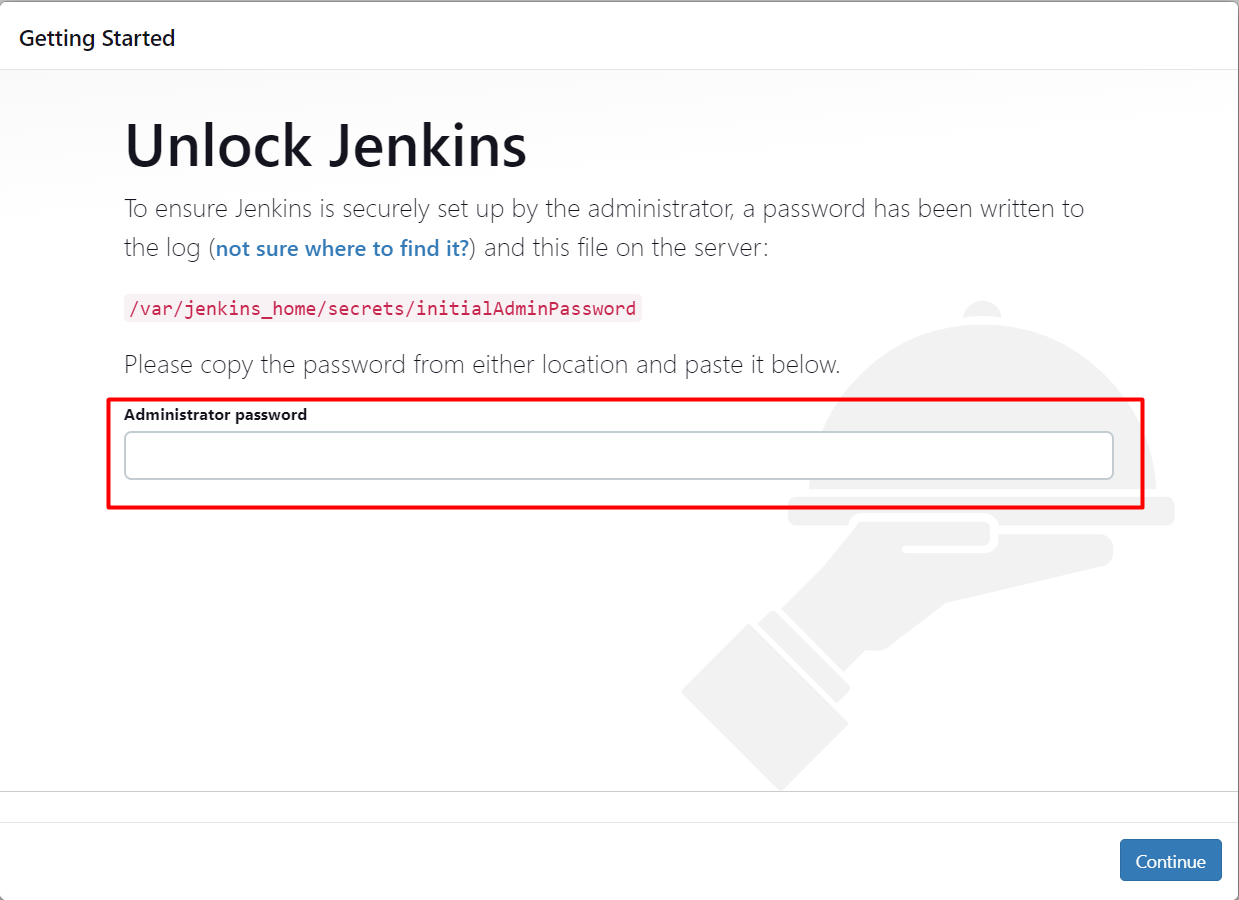 Getting Started
Unlock Jenkins
To ensure Jenkins is securely set up by the administrator, a password has been written to
the log (not sure where to find it?) and this file on the server:
/var/jenkins_home/secrets/initialAdminPassword
Please copy the password from either location and paste it below.
Administrator password
Continue